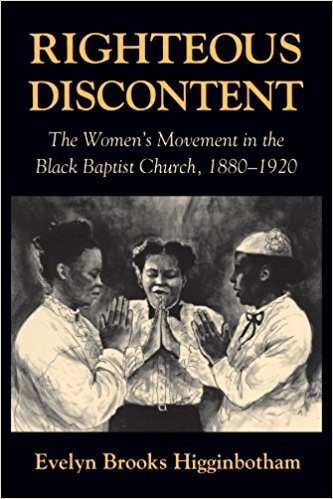 RIGHTEOUS
DISCONTENT
The Women's Movement in the
Black Baptist Church, 1880–1920
Evelyn Brooks Higginbotham